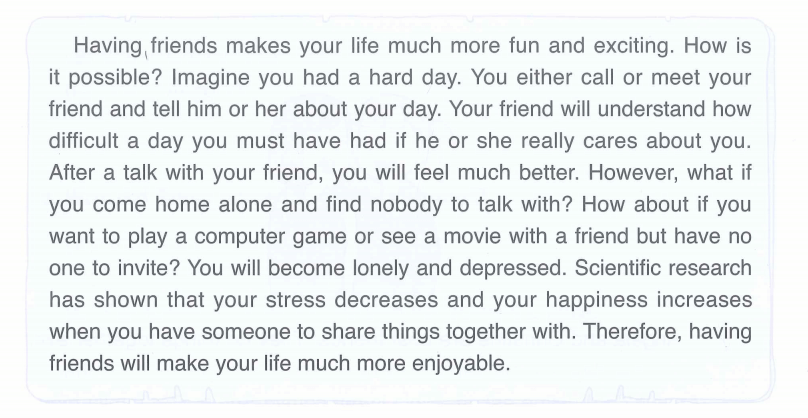 Having friends makes your life much more fun and exciting. How is
it possible? Imagine you had a hard day. You either call or meet your
friend and tell him or her about your day. Your friend will understand how
difficult a day you must have had if he or she really cares about you.
After a talk with your friend, you will feel much better. However, what if
you come home alone and find nobody to talk with? How about if you
want to play a computer game or see a movie with a friend but have no
one to invite? You will become lonely and depressed. Scientific research
has shown that your stress decreases and your happiness increases
when you have someone to share things together with. Therefore, having
friends will make your life much more enjoyable.